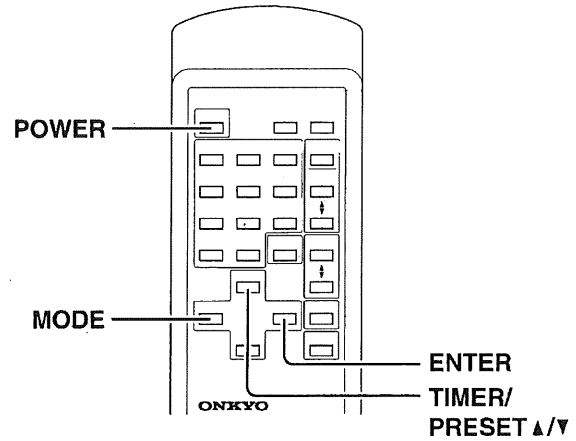 POWER
MODE
ENTER
TIMER/
PRESET ▲/▼
ONKYO